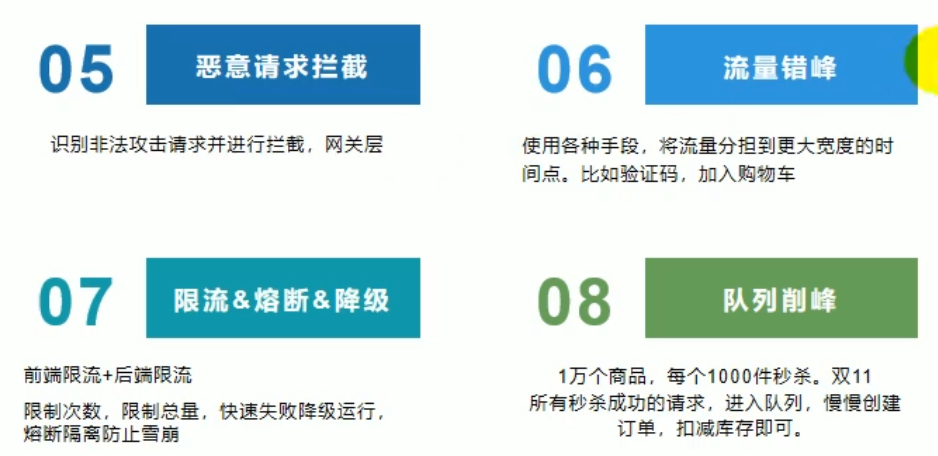 05
恶意请求拦截
识别非法攻击请求并进行拦截，网关层
06
流量错峰
使用各种手段，将流量分担到更大宽度的时
间点。比如验证码，加入购物车
07
限流&熔断&降级
前端限流+后端限流
限制次数，限制总量，快速失败降级运行，
熔断隔离防止雪崩
08
队列削峰
1万个商品，每个1000件秒杀。双11
所有秒杀成功的请求，进入队列，慢慢创建
订单，扣减库存即可。